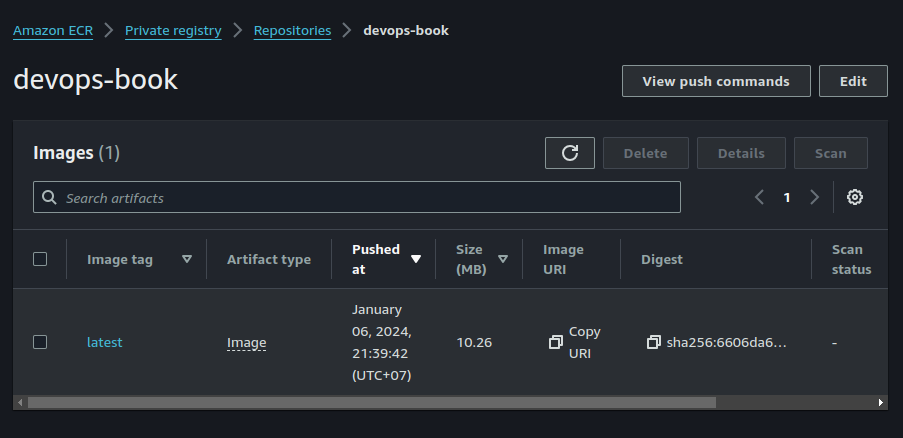 Amazon ECR > Private registry > Repositories > devops-book
devops-book
View push commands
Edit
Images (1)
Delete
Details
Scan
Search artifacts
1
Image tag
Artifact type
Pushed
at
Size
(MB)
Image
URI
Digest
Scan
status
latest
Image
January
06, 2024,
21:39:42
(UTC+07)
10.26
Copy
URI
sha256:6606da6...
-